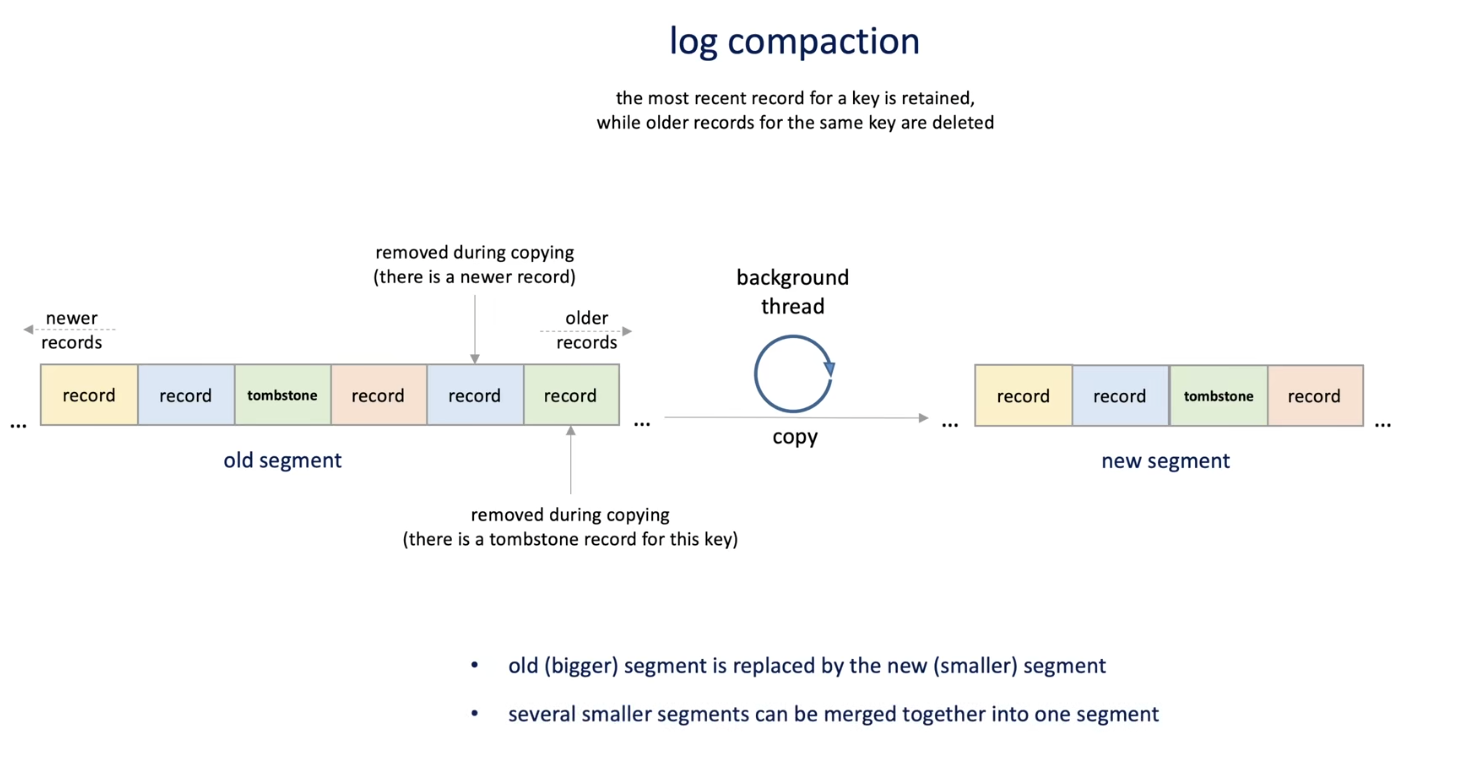 log compaction
the most recent record for a key is retained,
while older records for the same key are deleted
removed during copying
(there is a newer record)
newer
records
older
records
background
thread
... record record tombstone record record record ...
copy
... record record tombstone record ...
old segment
new segment
removed during copying
(there is a tombstone record for this key)
• old (bigger) segment is replaced by the new (smaller) segment
• several smaller segments can be merged together into one segment